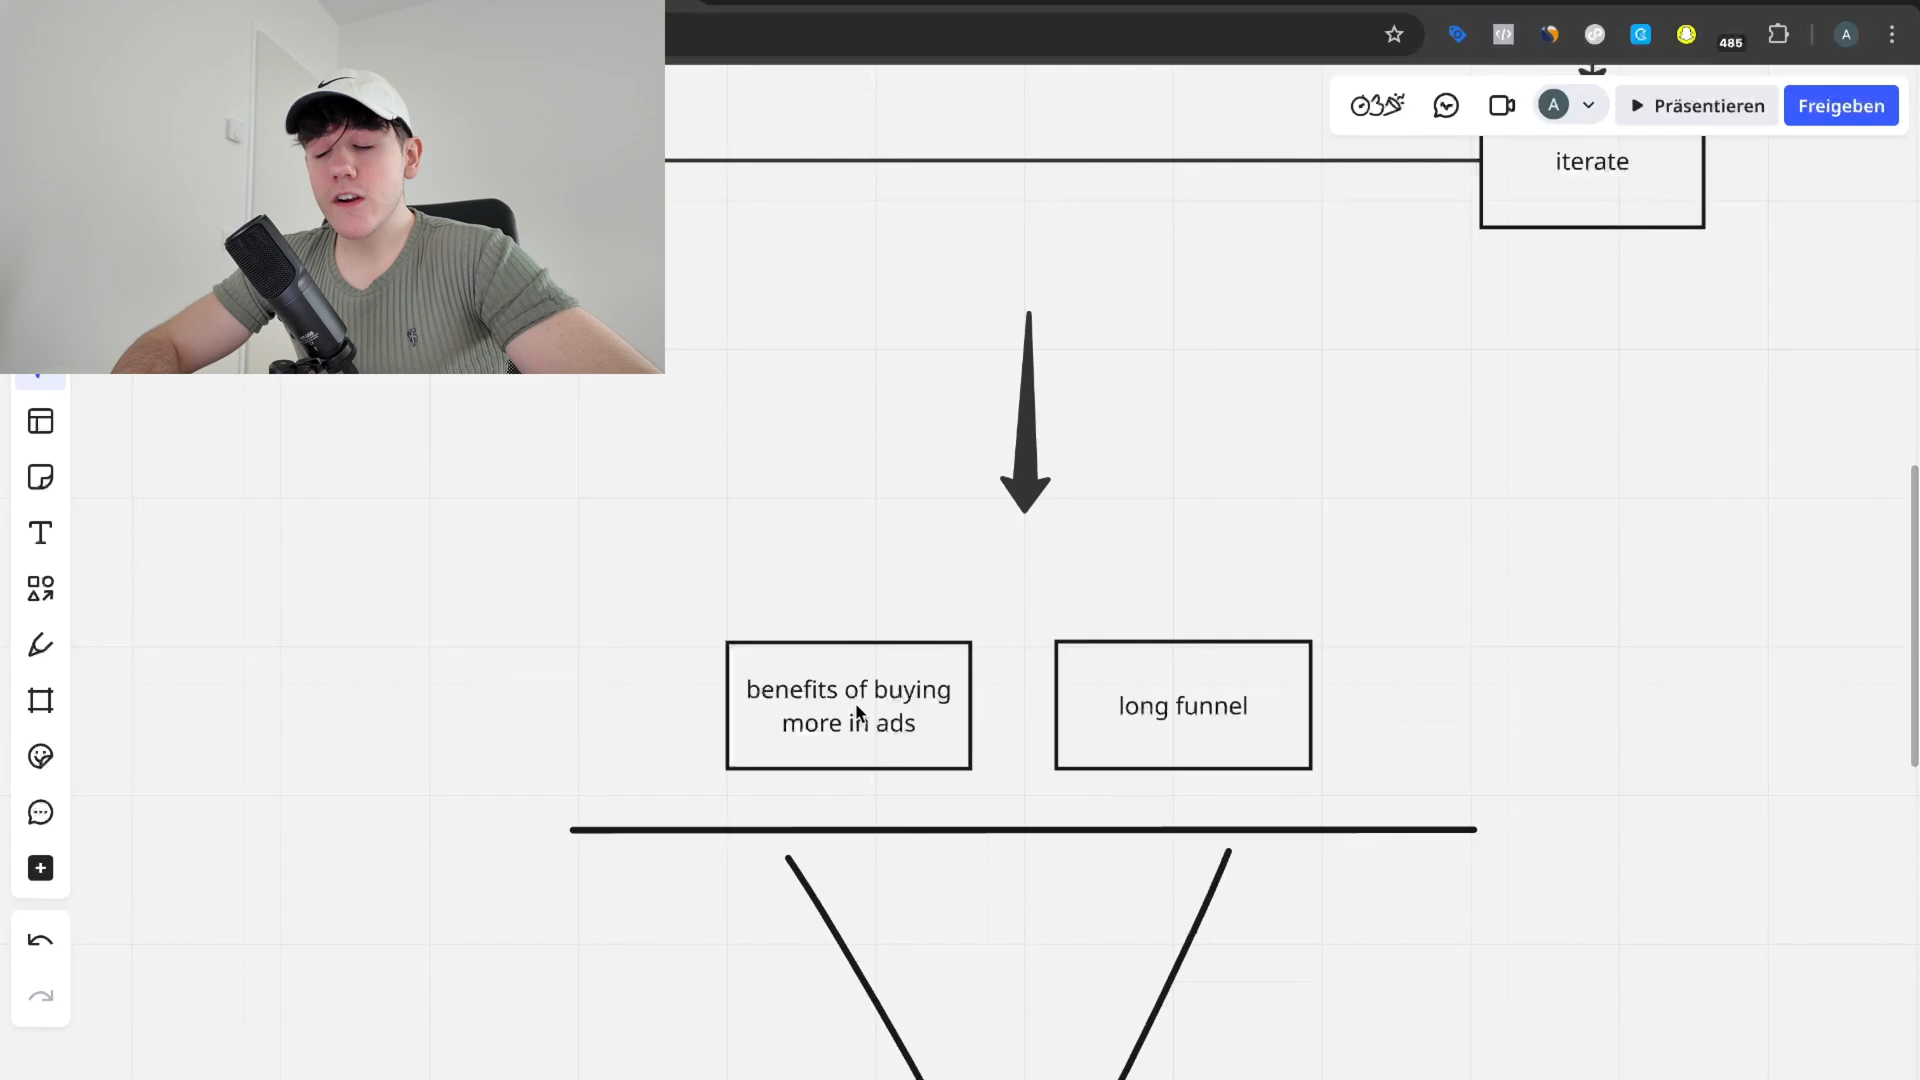 485
A
A
Präsentieren
Freigeben
iterate
benefits of buying
more in ads
long funnel